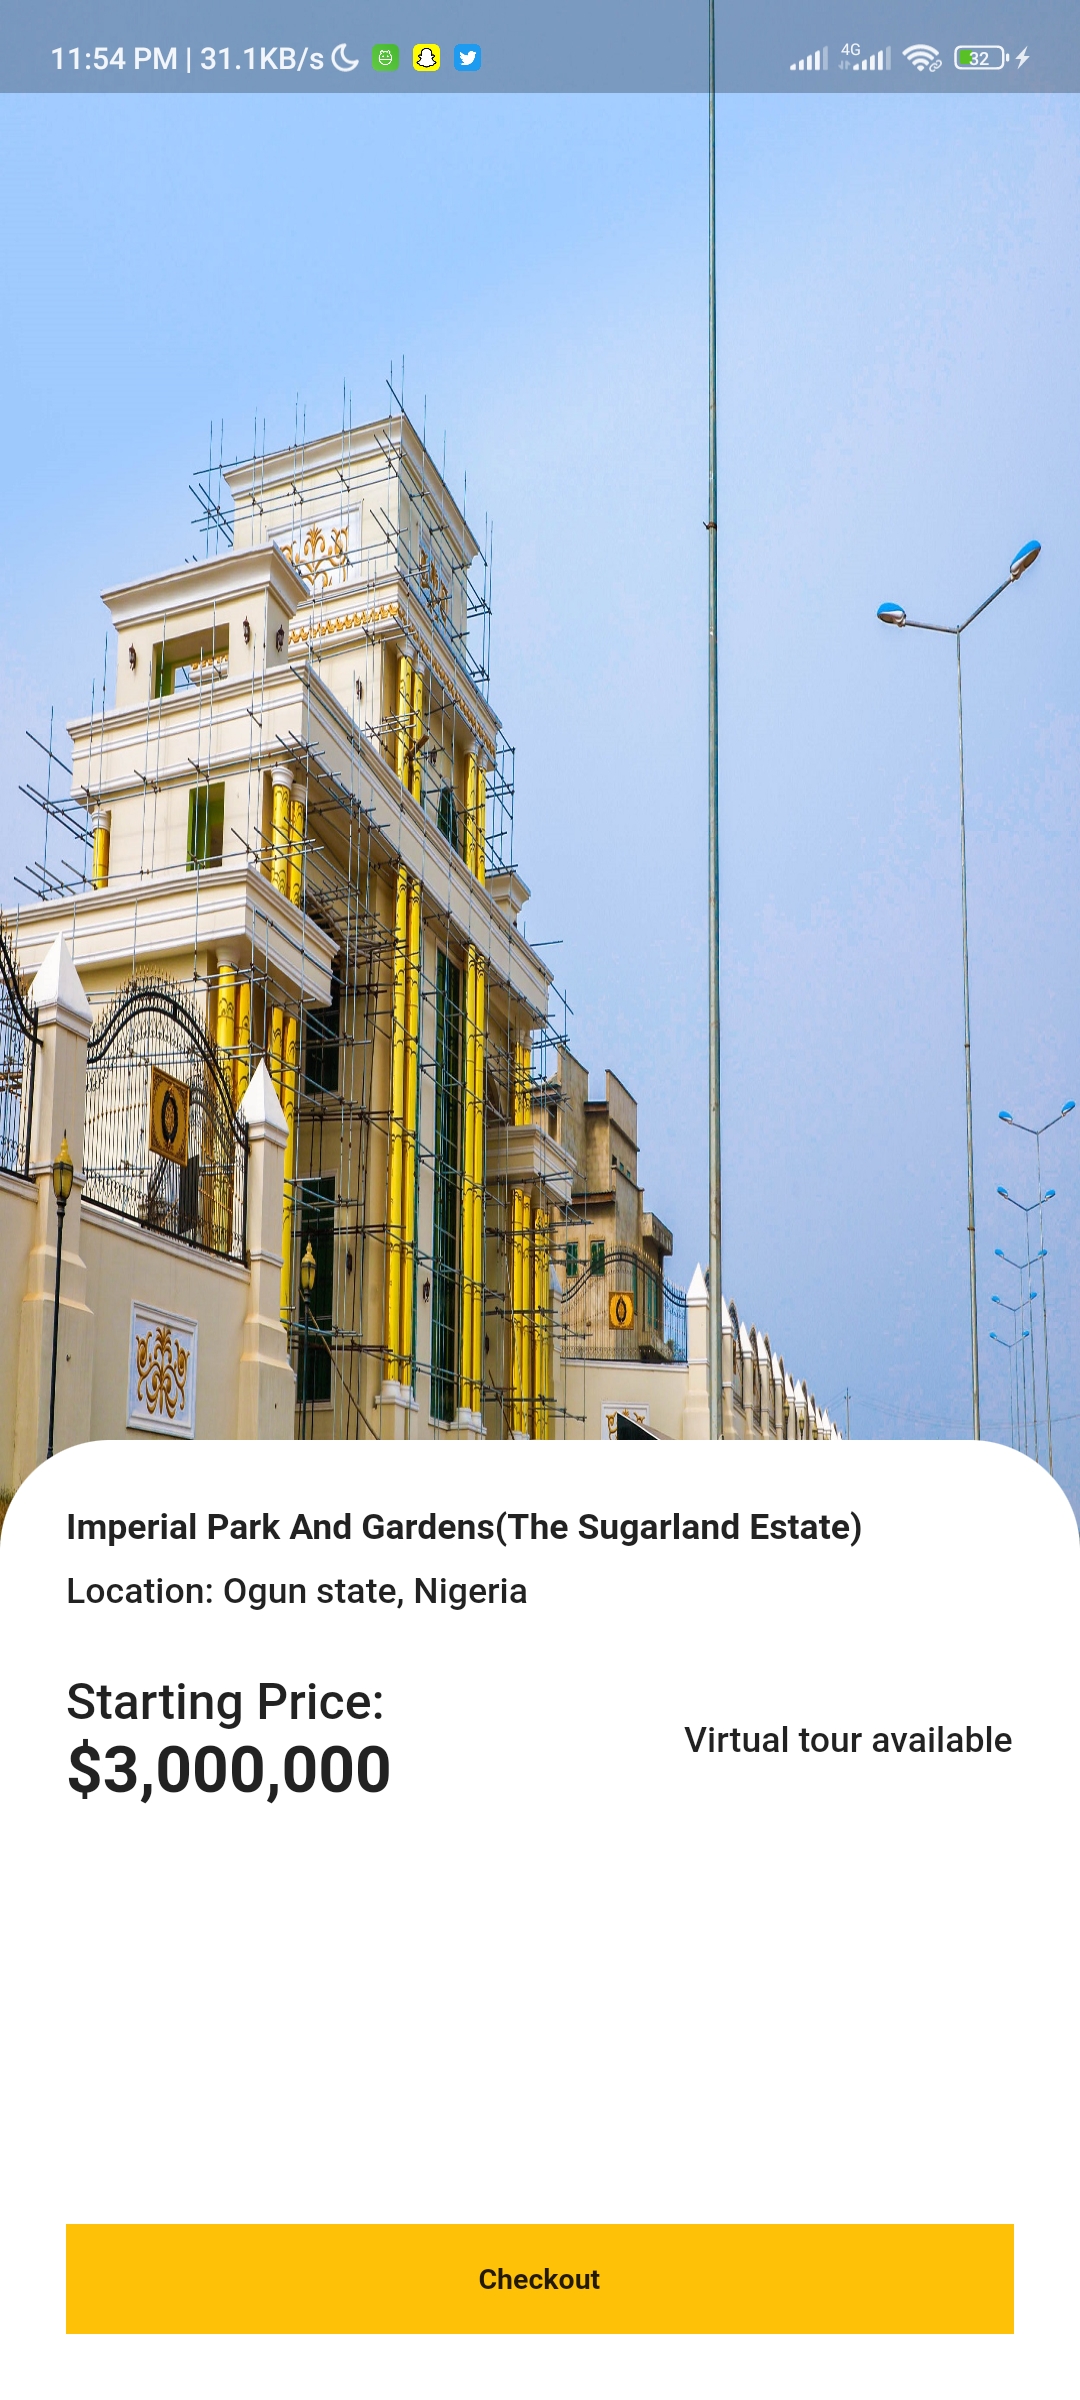 11:54 PM | 31.1KB/s 4G 32
Imperial Park And Gardens(The Sugarland Estate)
Location: Ogun state, Nigeria
Starting Price:
$3,000,000
Virtual tour available
Checkout